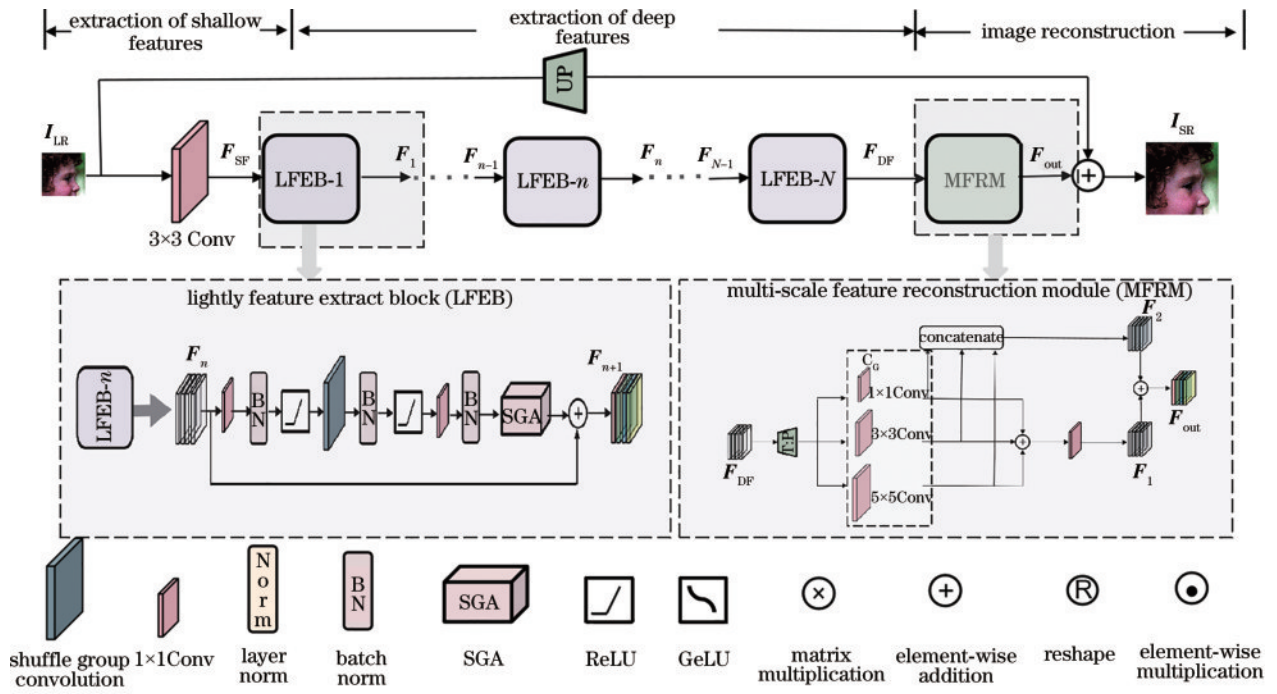 extraction of shallow
features
extraction of deep
features
image reconstruction
UP
I_LR
F_SF
LFEB-1
F_1
F_n−1
LFEB-n
F_n
F_N−1
LFEB-N
F_DF
MFRM
F_out
I_SR
3×3 Conv
lightly feature extract block (LFEB)
LFEB-n
F_n
BN
BN
BN
SGA
F_n+1
multi-scale feature reconstruction module (MFRM)
F_2
concatenate
C_G
1×1Conv
3×3Conv
5×5Conv
F_DF
F_out
F_1
Norm
BN
SGA
R
shuffle group
convolution
1×1Conv
layer
norm
batch
norm
SGA
ReLU
GeLU
matrix
multiplication
element-wise
addition
reshape
element-wise
multiplication